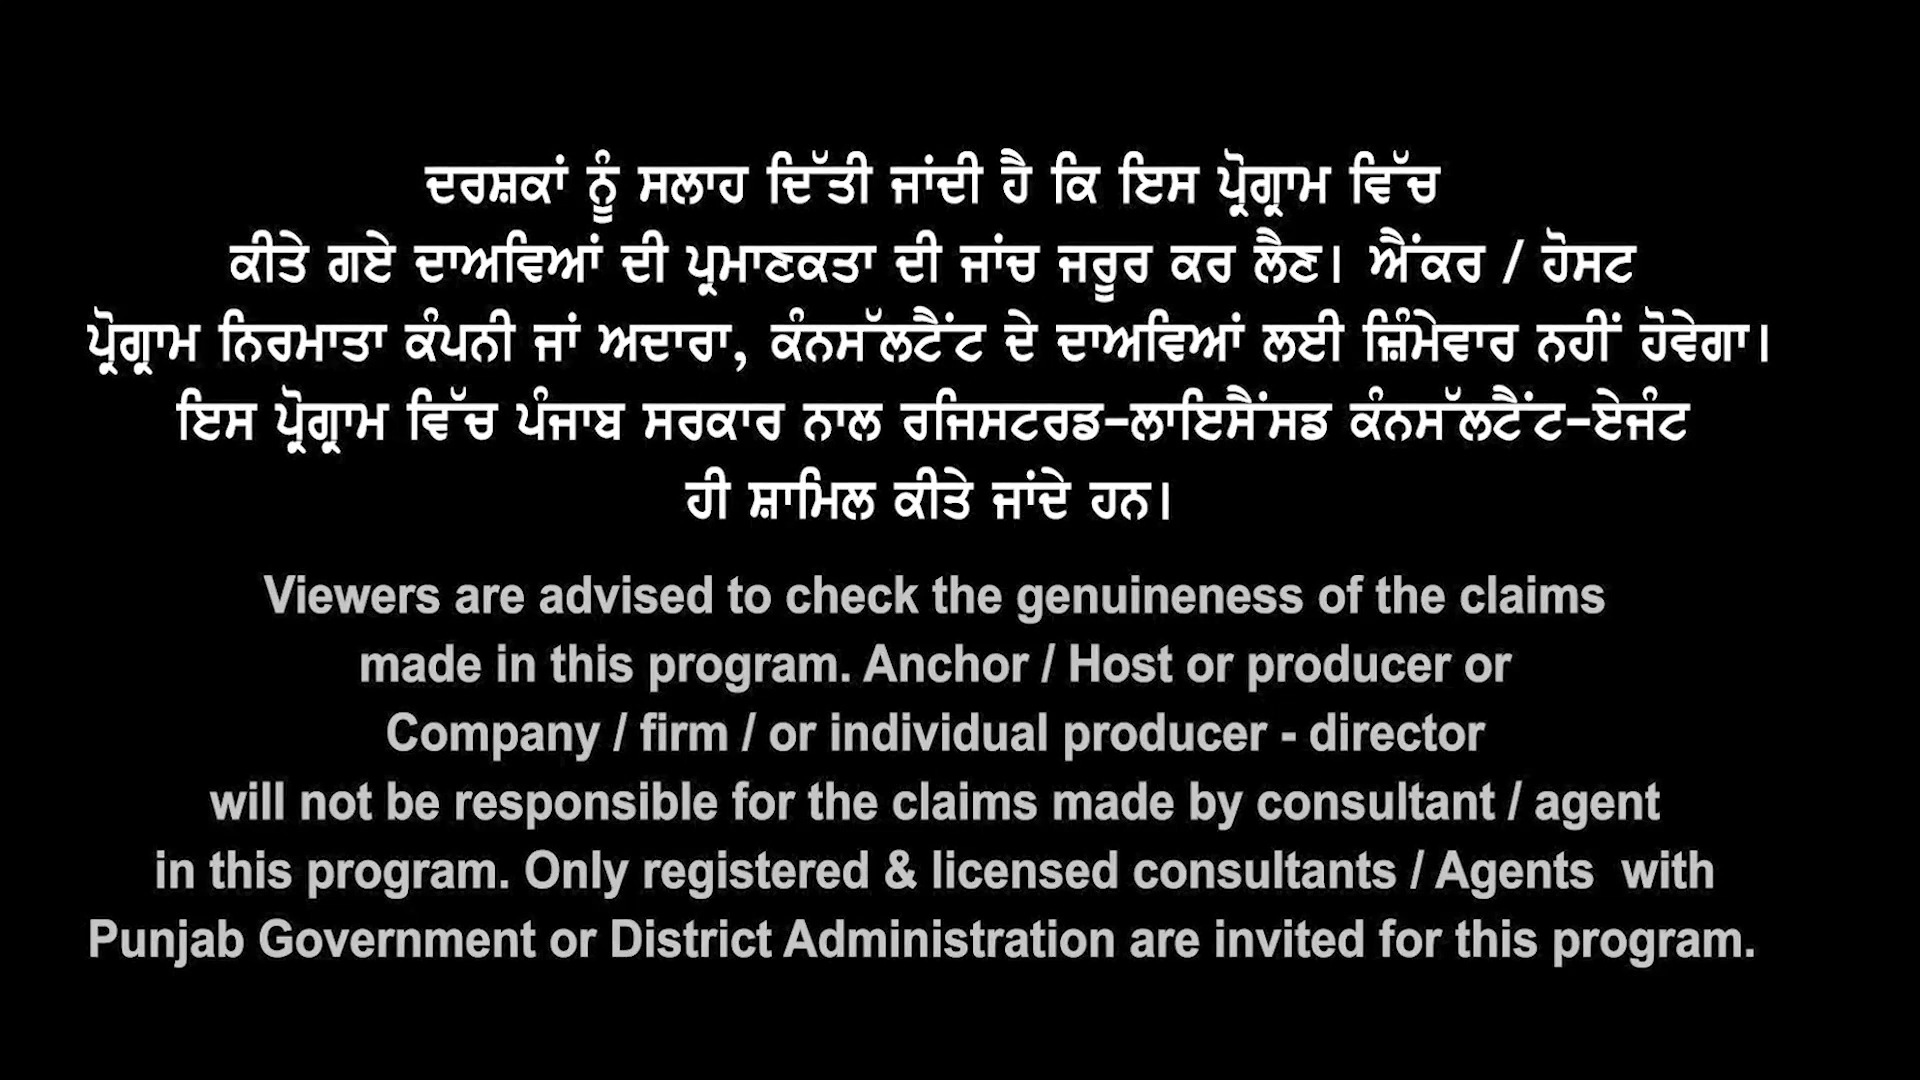 ਦਰਸ਼ਕਾਂ ਨੂੰ ਸਲਾਹ ਦਿੱਤੀ ਜਾਂਦੀ ਹੈ ਕਿ ਇਸ ਪ੍ਰੋਗ੍ਰਾਮ ਵਿੱਚ
ਕੀਤੇ ਗਏ ਦਾਅਵਿਆਂ ਦੀ ਪ੍ਰਮਾਣਕਤਾ ਦੀ ਜਾਂਚ ਜਰੂਰ ਕਰ ਲੈਣ। ਐਂਕਰ / ਹੋਸਟ
ਪ੍ਰੋਗ੍ਰਾਮ ਨਿਰਮਾਤਾ ਕੰਪਨੀ ਜਾਂ ਅਦਾਰਾ, ਕੰਨਸੱਲਟੈਂਟ ਦੇ ਦਾਅਵਿਆਂ ਲਈ ਜ਼ਿੰਮੇਵਾਰ ਨਹੀਂ ਹੋਵੇਗਾ।
ਇਸ ਪ੍ਰੋਗ੍ਰਾਮ ਵਿੱਚ ਪੰਜਾਬ ਸਰਕਾਰ ਨਾਲ ਰਜਿਸਟਰਡ-ਲਾਇਸੈਂਸਡ ਕੰਨਸੱਲਟੈਂਟ-ਏਜੰਟ
ਹੀ ਸ਼ਾਮਿਲ ਕੀਤੇ ਜਾਂਦੇ ਹਨ।
Viewers are advised to check the genuineness of the claims
made in this program. Anchor / Host or producer or
Company / firm / or individual producer - director
will not be responsible for the claims made by consultant / agent
in this program. Only registered & licensed consultants / Agents with
Punjab Government or District Administration are invited for this program.